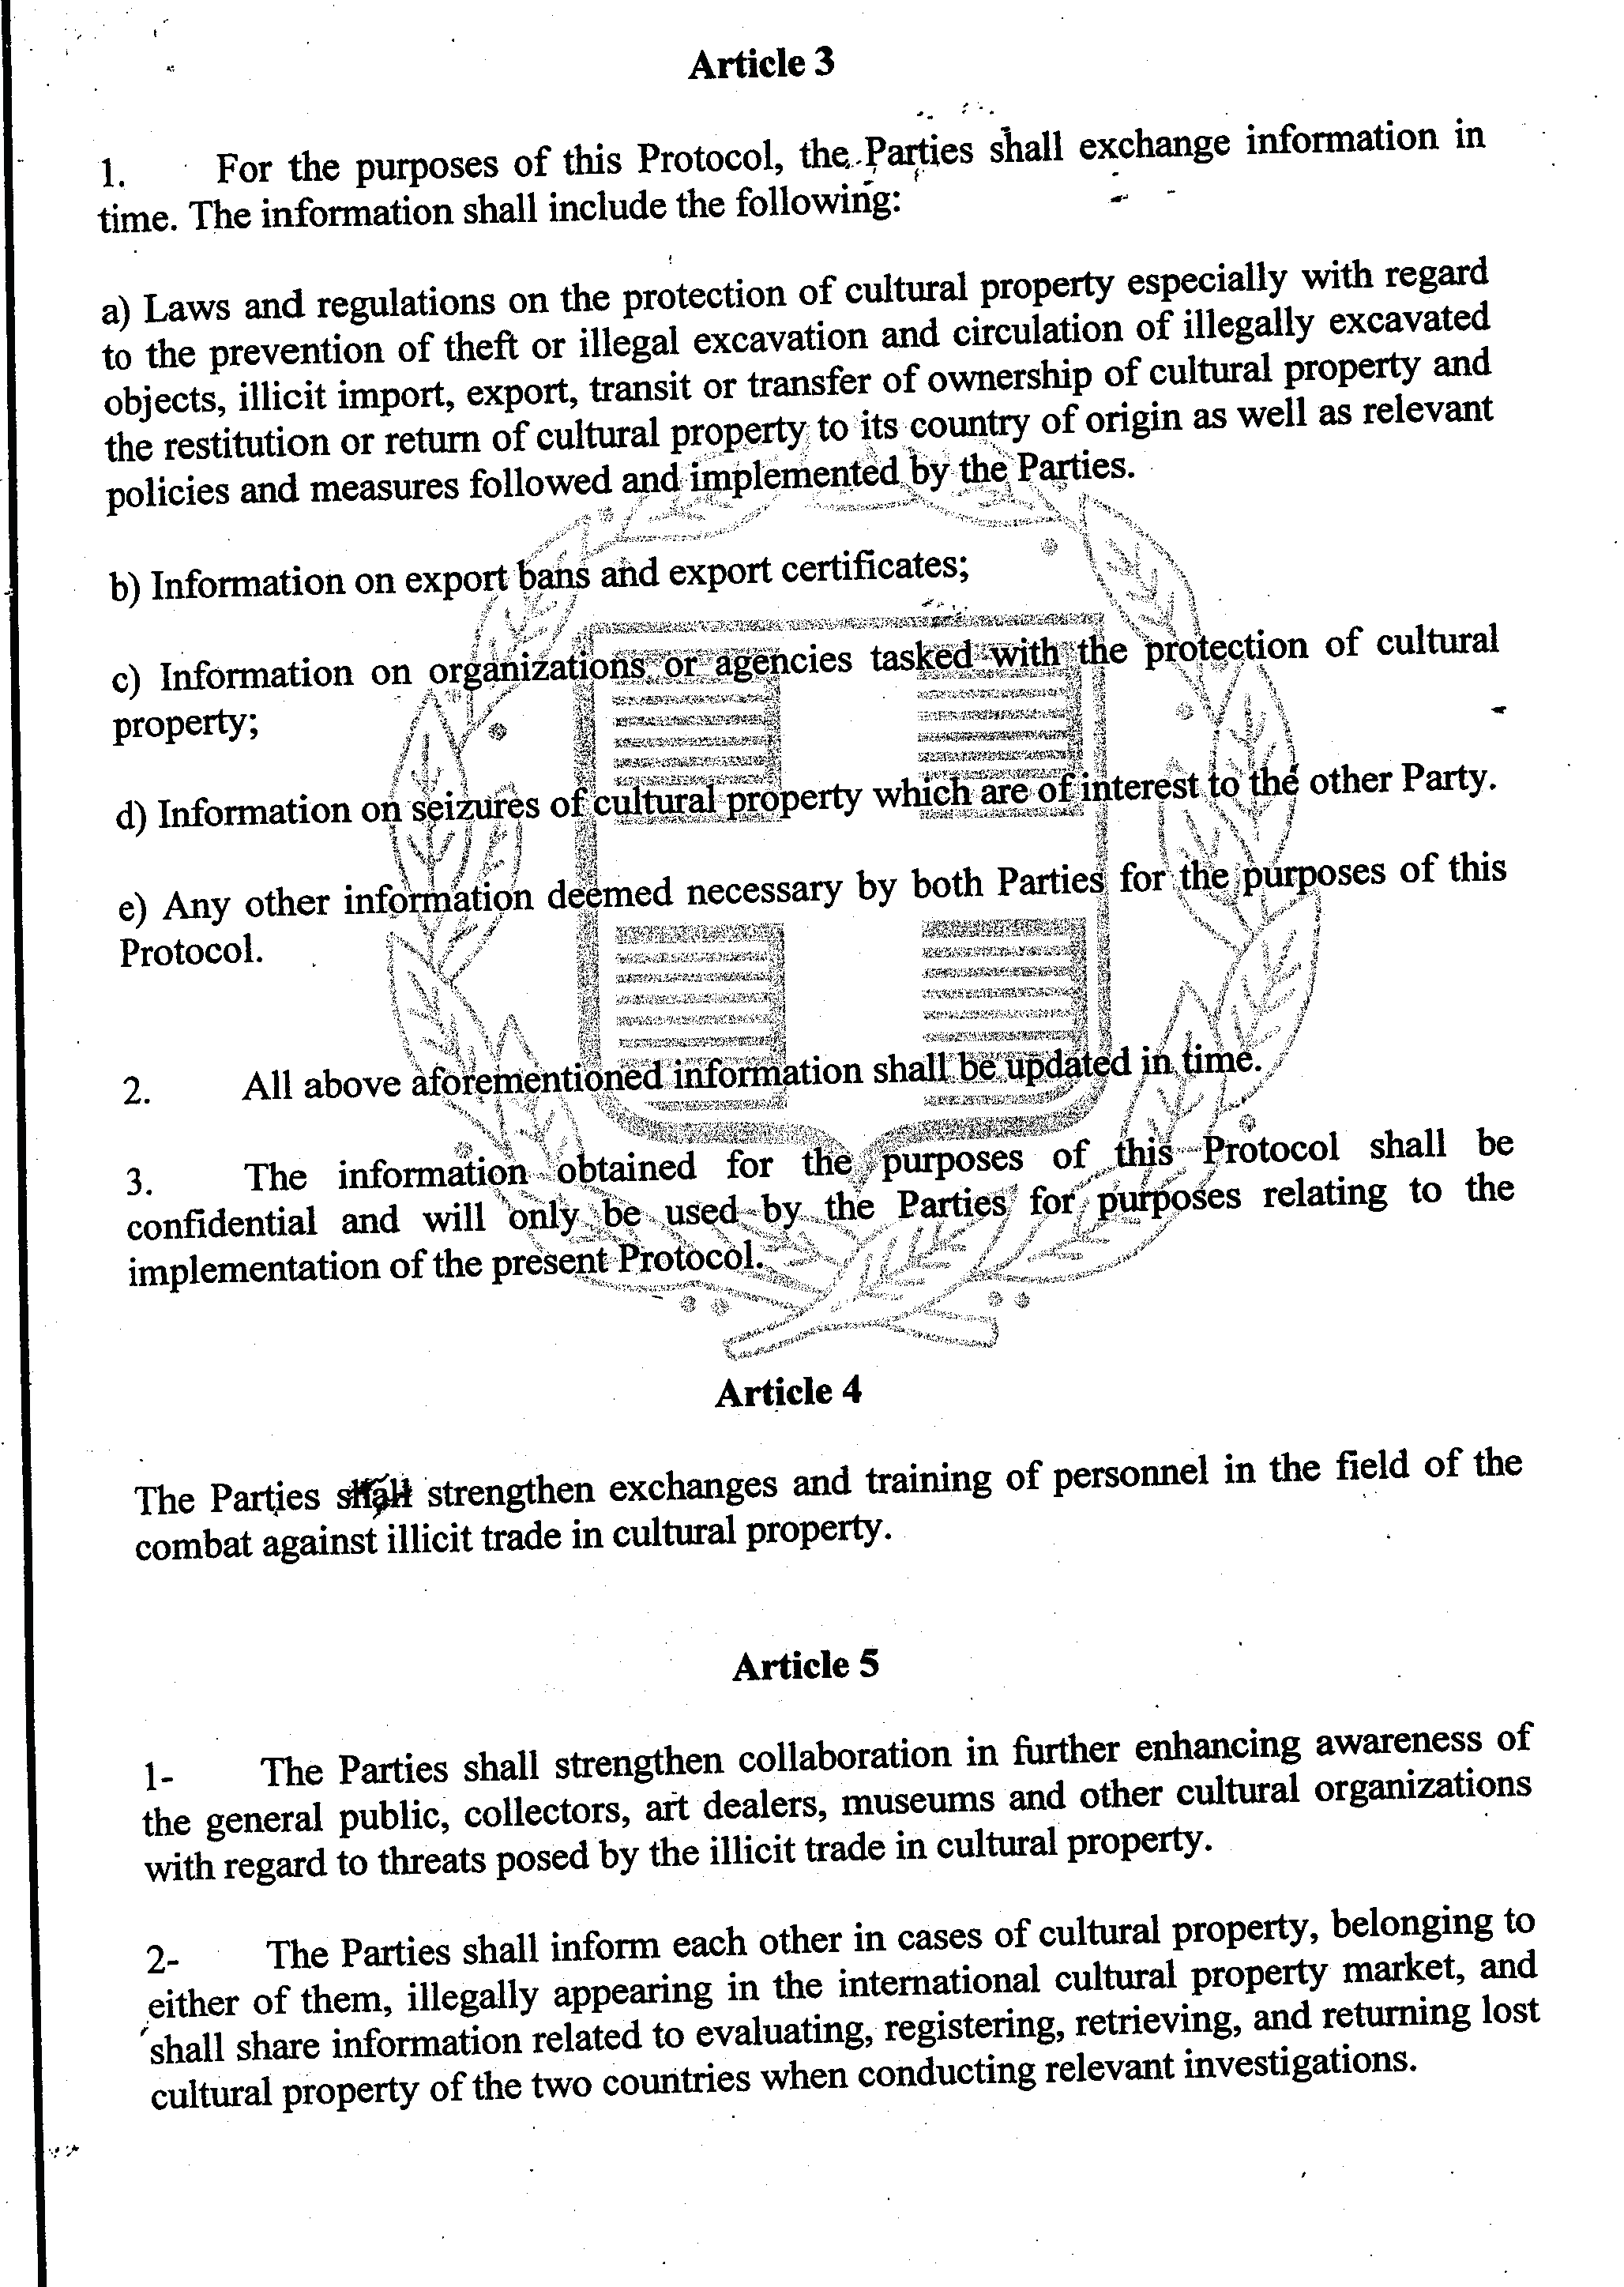 Article 3
1. For the purposes of this Protocol, the Parties shall exchange information in
time. The information shall include the following:
a) Laws and regulations on the protection of cultural property especially with regard
to the prevention of theft or illegal excavation and circulation of illegally excavated
objects, illicit import, export, transit or transfer of ownership of cultural property and
the restitution or return of cultural property to its country of origin as well as relevant
policies and measures followed and implemented by the Parties.
b) Information on export bans and export certificates;
c) Information on organizations or agencies tasked with the protection of cultural
property;
d) Information on seizures of cultural property which are of interest to the other Party.
e) Any other information deemed necessary by both Parties for the purposes of this
Protocol.
2. All above aforementioned information shall be updated in time.
3. The information obtained for the purposes of this Protocol shall be
confidential and will only be used by the Parties for purposes relating to the
implementation of the present Protocol.
Article 4
The Parties shall strengthen exchanges and training of personnel in the field of the
combat against illicit trade in cultural property.
Article 5
1- The Parties shall strengthen collaboration in further enhancing awareness of
the general public, collectors, art dealers, museums and other cultural organizations
with regard to threats posed by the illicit trade in cultural property.
2- The Parties shall inform each other in cases of cultural property, belonging to
either of them, illegally appearing in the international cultural property market, and
shall share information related to evaluating, registering, retrieving, and returning lost
cultural property of the two countries when conducting relevant investigations.